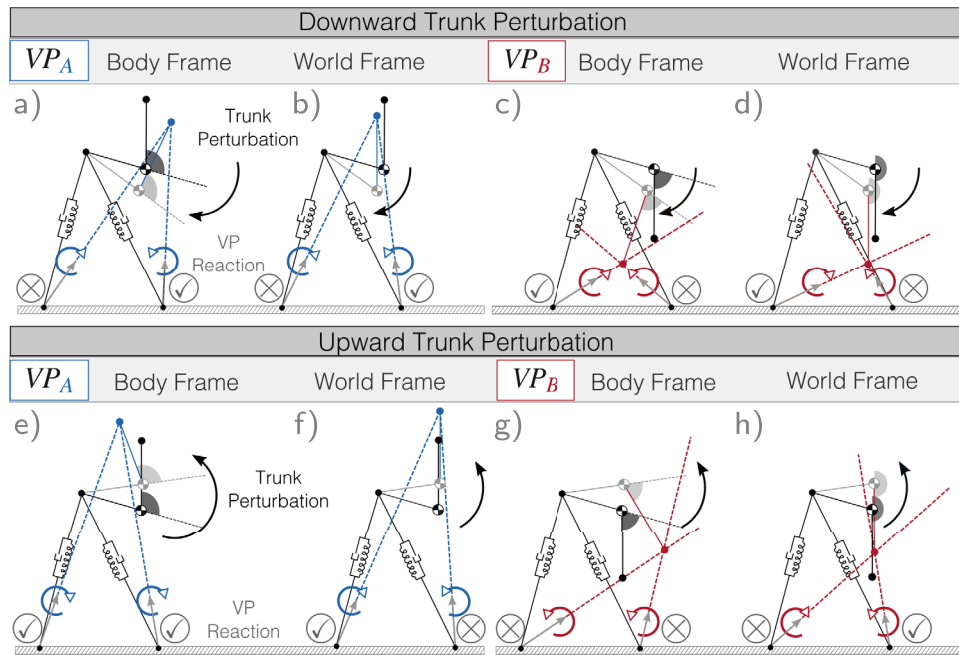 Downward Trunk Perturbation
VP_A Body Frame World Frame VP_B Body Frame World Frame
a) b) c) d)
Trunk
Perturbation
VP
Reaction
Upward Trunk Perturbation
VP_A Body Frame World Frame VP_B Body Frame World Frame
e) f) g) h)
Trunk
Perturbation
VP
Reaction